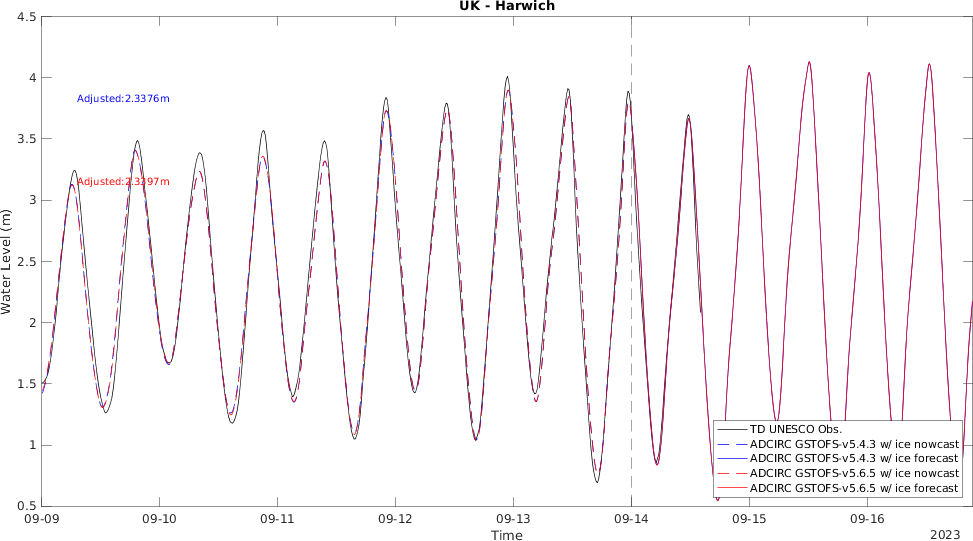 UK - Harwich
4.5
4
3.5
3
2.5
2
1.5
1
0.5
Water Level (m)
Adjusted:2.3376m
Adjusted:2.3397m
TD UNESCO Obs.
ADCIRC GSTOFS-v5.4.3 w/ ice nowcast
ADCIRC GSTOFS-v5.4.3 w/ ice forecast
ADCIRC GSTOFS-v5.6.5 w/ ice nowcast
ADCIRC GSTOFS-v5.6.5 w/ ice forecast
09-09 09-10 09-11 09-12 09-13 09-14 09-15 09-16
Time
2023